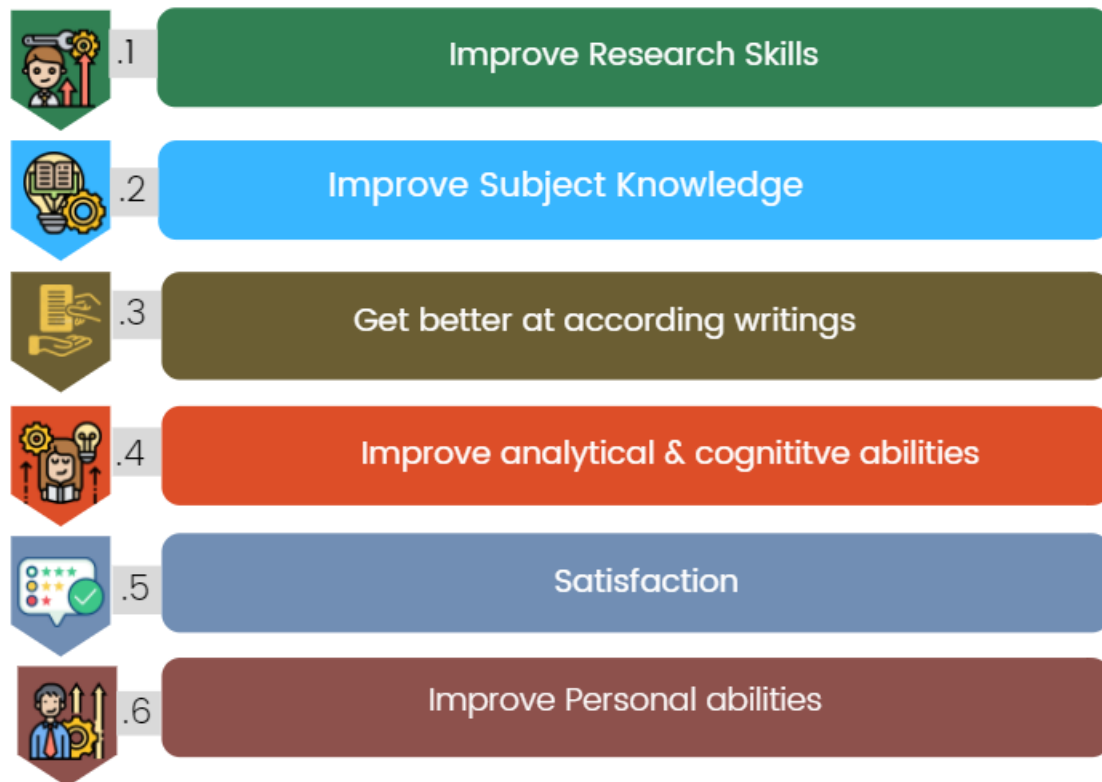 .1 Improve Research Skills
.2 Improve Subject Knowledge
.3 Get better at according writings
.4 Improve analytical & cognititve abilities
.5 Satisfaction
.6 Improve Personal abilities